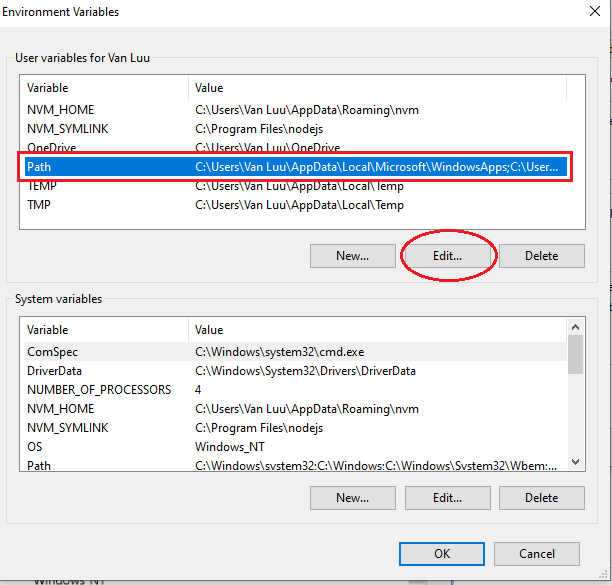 Environment Variables
User variables for Van Luu
Variable Value
NVM_HOME C:\Users\Van Luu\AppData\Roaming\nvm
NVM_SYMLINK C:\Program Files\nodejs
OneDrive C:\Users\Van Luu\OneDrive
Path C:\Users\Van Luu\AppData\Local\Microsoft\WindowsApps;C:\User...
TEMP C:\Users\Van Luu\AppData\Local\Temp
TMP C:\Users\Van Luu\AppData\Local\Temp
New... Edit... Delete
System variables
Variable Value
ComSpec C:\Windows\system32\cmd.exe
DriverData C:\Windows\System32\Drivers\DriverData
NUMBER_OF_PROCESSORS 4
NVM_HOME C:\Users\Van Luu\AppData\Roaming\nvm
NVM_SYMLINK C:\Program Files\nodejs
OS Windows_NT
Path C:\Windows\system32;C:\Windows;C:\Windows\System32\Wbem;...
New... Edit... Delete
OK Cancel
Windows NT